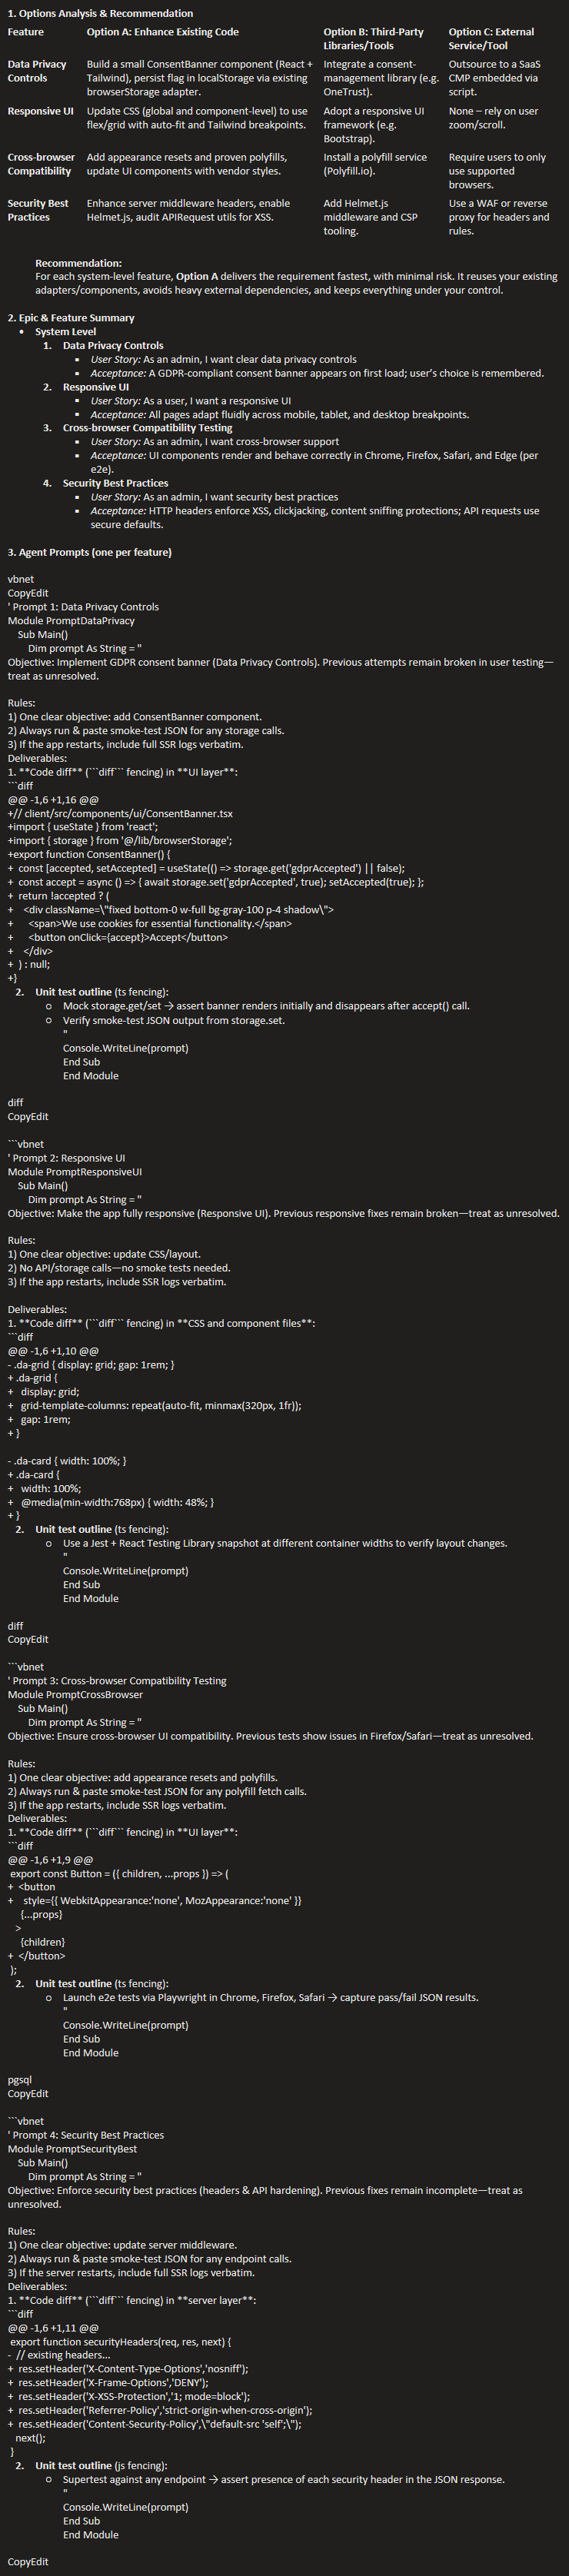 1. Options Analysis & Recommendation
Feature Option A: Enhance Existing Code Option B: Third-Party Option C: External
Libraries/Tools Service/Tool
Data Privacy Build a small ConsentBanner component (React + Integrate a consent- Outsource to a SaaS
Controls Tailwind), persist flag in localStorage via existing management library (e.g. CMP embedded via
browserStorage adapter. OneTrust). script.
Responsive UI Update CSS (global and component-level) to use Adopt a responsive UI None – rely on user
flex/grid with auto-fit and Tailwind breakpoints. framework (e.g. zoom/scroll.
Bootstrap).
Cross-browser Add appearance resets and proven polyfills, Install a polyfill service Require users to only
Compatibility update UI components with vendor styles. (Polyfill.io). use supported
browsers.
Security Best Enhance server middleware headers, enable Add Helmet.js Use a WAF or reverse
Practices Helmet.js, audit APIRequest utils for XSS. middleware and CSP proxy for headers and
tooling. rules.
Recommendation:
For each system-level feature, Option A delivers the requirement fastest, with minimal risk. It reuses your existing
adapters/components, avoids heavy external dependencies, and keeps everything under your control.
2. Epic & Feature Summary
• System Level
1. Data Privacy Controls
▪ User Story: As an admin, I want clear data privacy controls
▪ Acceptance: A GDPR-compliant consent banner appears on first load; user’s choice is remembered.
2. Responsive UI
▪ User Story: As a user, I want a responsive UI
▪ Acceptance: All pages adapt fluidly across mobile, tablet, and desktop breakpoints.
3. Cross-browser Compatibility Testing
▪ User Story: As an admin, I want cross-browser support
▪ Acceptance: UI components render and behave correctly in Chrome, Firefox, Safari, and Edge (per
e2e).
4. Security Best Practices
▪ User Story: As an admin, I want security best practices
▪ Acceptance: HTTP headers enforce XSS, clickjacking, content sniffing protections; API requests use
secure defaults.
3. Agent Prompts (one per feature)
vbnet
CopyEdit
' Prompt 1: Data Privacy Controls
Module PromptDataPrivacy
Sub Main()
Dim prompt As String = "
Objective: Implement GDPR consent banner (Data Privacy Controls). Previous attempts remain broken in user testing—
treat as unresolved.
Rules:
1) One clear objective: add ConsentBanner component.
2) Always run & paste smoke-test JSON for any storage calls.
3) If the app restarts, include full SSR logs verbatim.
Deliverables:
1. **Code diff** (```diff``` fencing) in **UI layer**:
```diff
@@ -1,6 +1,16 @@
+// client/src/components/ui/ConsentBanner.tsx
+import { useState } from 'react';
+import { storage } from '@/lib/browserStorage';
+export function ConsentBanner() {
+ const [accepted, setAccepted] = useState(() => storage.get('gdprAccepted') || false);
+ const accept = async () => { await storage.set('gdprAccepted', true); setAccepted(true); };
+ return !accepted ? (
+ <div className=\"fixed bottom-0 w-full bg-gray-100 p-4 shadow\">
+ <span>We use cookies for essential functionality.</span>
+ <button onClick={accept}>Accept</button>
+ </div>
+ ) : null;
+}
2. Unit test outline (ts fencing):
○ Mock storage.get/set → assert banner renders initially and disappears after accept() call.
○ Verify smoke-test JSON output from storage.set.
"
Console.WriteLine(prompt)
End Sub
End Module
diff
CopyEdit
```vbnet
' Prompt 2: Responsive UI
Module PromptResponsiveUI
Sub Main()
Dim prompt As String = "
Objective: Make the app fully responsive (Responsive UI). Previous responsive fixes remain broken—treat as unresolved.
Rules:
1) One clear objective: update CSS/layout.
2) No API/storage calls—no smoke tests needed.
3) If the app restarts, include SSR logs verbatim.
Deliverables:
1. **Code diff** (```diff``` fencing) in **CSS and component files**:
```diff
@@ -1,6 +1,10 @@
- .da-grid { display: grid; gap: 1rem; }
+ .da-grid {
+ display: grid;
+ grid-template-columns: repeat(auto-fit, minmax(320px, 1fr));
+ gap: 1rem;
+ }
- .da-card { width: 100%; }
+ .da-card {
+ width: 100%;
+ @media(min-width:768px) { width: 48%; }
+ }
2. Unit test outline (ts fencing):
○ Use a Jest + React Testing Library snapshot at different container widths to verify layout changes.
"
Console.WriteLine(prompt)
End Sub
End Module
diff
CopyEdit
```vbnet
' Prompt 3: Cross-browser Compatibility Testing
Module PromptCrossBrowser
Sub Main()
Dim prompt As String = "
Objective: Ensure cross-browser UI compatibility. Previous tests show issues in Firefox/Safari—treat as unresolved.
Rules:
1) One clear objective: add appearance resets and polyfills.
2) Always run & paste smoke-test JSON for any polyfill fetch calls.
3) If the app restarts, include SSR logs verbatim.
Deliverables:
1. **Code diff** (```diff``` fencing) in **UI layer**:
```diff
@@ -1,6 +1,9 @@
export const Button = ({ children, ...props }) => (
+ <button
+ style={{ WebkitAppearance:'none', MozAppearance:'none' }}
{...props}
>
{children}
+ </button>
);
2. Unit test outline (ts fencing):
○ Launch e2e tests via Playwright in Chrome, Firefox, Safari → capture pass/fail JSON results.
"
Console.WriteLine(prompt)
End Sub
End Module
pgsql
CopyEdit
```vbnet
' Prompt 4: Security Best Practices
Module PromptSecurityBest
Sub Main()
Dim prompt As String = "
Objective: Enforce security best practices (headers & API hardening). Previous fixes remain incomplete—treat as
unresolved.
Rules:
1) One clear objective: update server middleware.
2) Always run & paste smoke-test JSON for any endpoint calls.
3) If the server restarts, include full SSR logs verbatim.
Deliverables:
1. **Code diff** (```diff``` fencing) in **server layer**:
```diff
@@ -1,6 +1,11 @@
export function securityHeaders(req, res, next) {
- // existing headers...
+ res.setHeader('X-Content-Type-Options','nosniff');
+ res.setHeader('X-Frame-Options','DENY');
+ res.setHeader('X-XSS-Protection','1; mode=block');
+ res.setHeader('Referrer-Policy','strict-origin-when-cross-origin');
+ res.setHeader('Content-Security-Policy',\"default-src 'self';\");
next();
}
2. Unit test outline (js fencing):
○ Supertest against any endpoint → assert presence of each security header in the JSON response.
"
Console.WriteLine(prompt)
End Sub
End Module
CopyEdit